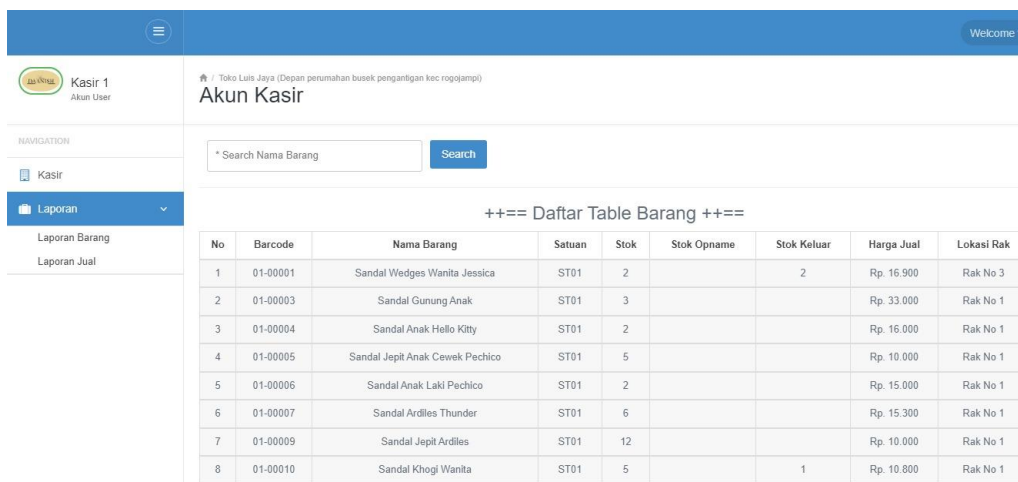 Welcome
Kasir 1
Akun User
NAVIGATION
Kasir
Laporan
Laporan Barang
Laporan Jual
/ Toko Luis Jaya (Depan perumahan busek pengantigan kec rogojampi)
Akun Kasir
* Search Nama Barang Search
++== Daftar Table Barang ++==
No Barcode Nama Barang Satuan Stok Stok Opname Stok Keluar Harga Jual Lokasi Rak
1 01-00001 Sandal Wedges Wanita Jessica ST01 2 2 Rp. 16.900 Rak No 3
2 01-00003 Sandal Gunung Anak ST01 3 Rp. 33.000 Rak No 1
3 01-00004 Sandal Anak Hello Kitty ST01 2 Rp. 16.000 Rak No 1
4 01-00005 Sandal Jepit Anak Cewek Pechico ST01 5 Rp. 10.000 Rak No 1
5 01-00006 Sandal Anak Laki Pechico ST01 2 Rp. 15.000 Rak No 1
6 01-00007 Sandal Ardiles Thunder ST01 6 Rp. 15.300 Rak No 1
7 01-00009 Sandal Jepit Ardiles ST01 12 Rp. 10.000 Rak No 1
8 01-00010 Sandal Khogi Wanita ST01 5 1 Rp. 10.800 Rak No 1